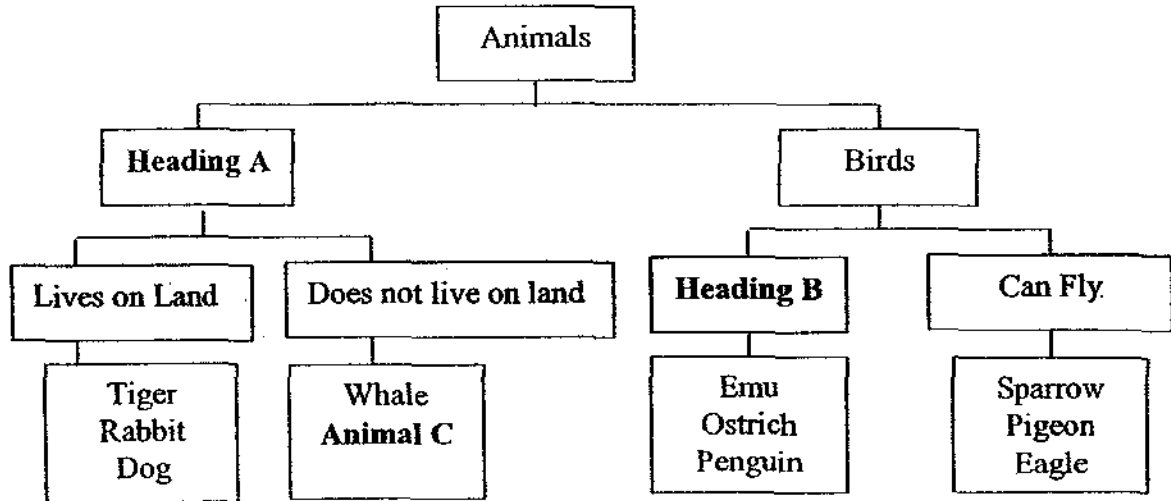 Animals
Heading A
Birds
Lives on Land
Does not live on land
Heading B
Can Fly.
Tiger
Rabbit
Dog
Whale
Animal C
Emu
Ostrich
Penguin
Sparrow
Pigeon
Eagle